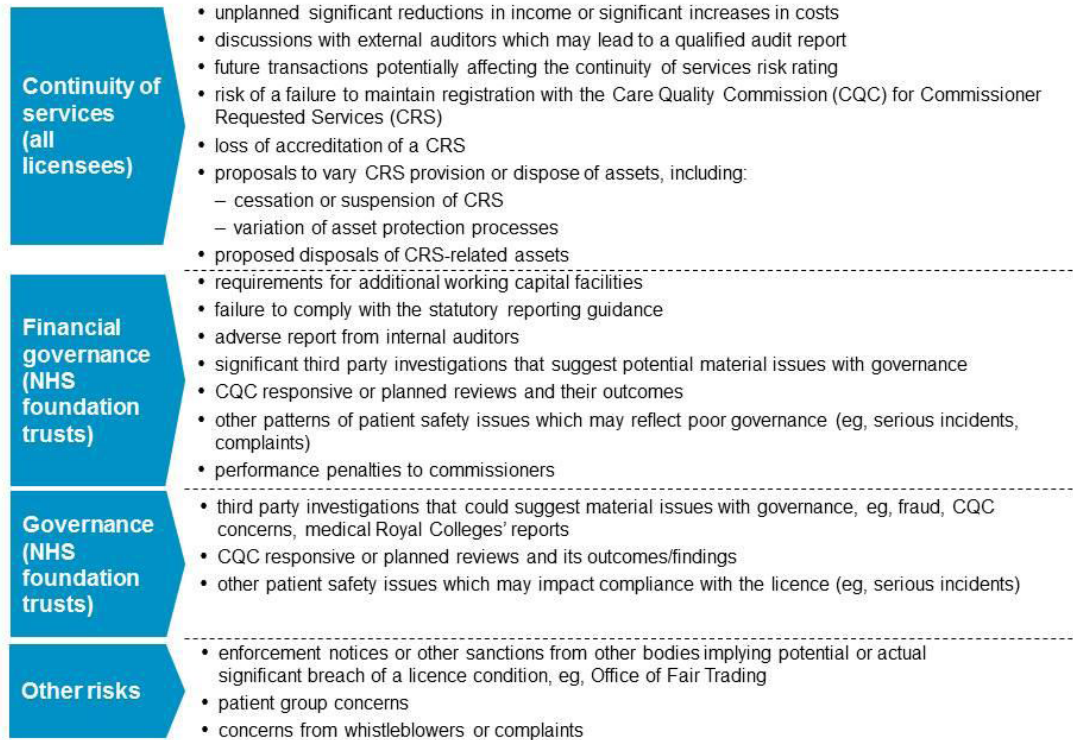 Continuity of
services
(all
licensees)
• unplanned significant reductions in income or significant increases in costs
• discussions with external auditors which may lead to a qualified audit report
• future transactions potentially affecting the continuity of services risk rating
• risk of a failure to maintain registration with the Care Quality Commission (CQC) for Commissioner
Requested Services (CRS)
• loss of accreditation of a CRS
• proposals to vary CRS provision or dispose of assets, including:
– cessation or suspension of CRS
– variation of asset protection processes
• proposed disposals of CRS-related assets
Financial
governance
(NHS
foundation
trusts)
• requirements for additional working capital facilities
• failure to comply with the statutory reporting guidance
• adverse report from internal auditors
• significant third party investigations that suggest potential material issues with governance
• CQC responsive or planned reviews and their outcomes
• other patterns of patient safety issues which may reflect poor governance (eg, serious incidents,
complaints)
• performance penalties to commissioners
Governance
(NHS
foundation
trusts)
• third party investigations that could suggest material issues with governance, eg, fraud, CQC
concerns, medical Royal Colleges' reports
• CQC responsive or planned reviews and its outcomes/findings
• other patient safety issues which may impact compliance with the licence (eg, serious incidents)
Other risks
• enforcement notices or other sanctions from other bodies implying potential or actual
significant breach of a licence condition, eg, Office of Fair Trading
• patient group concerns
• concerns from whistleblowers or complaints